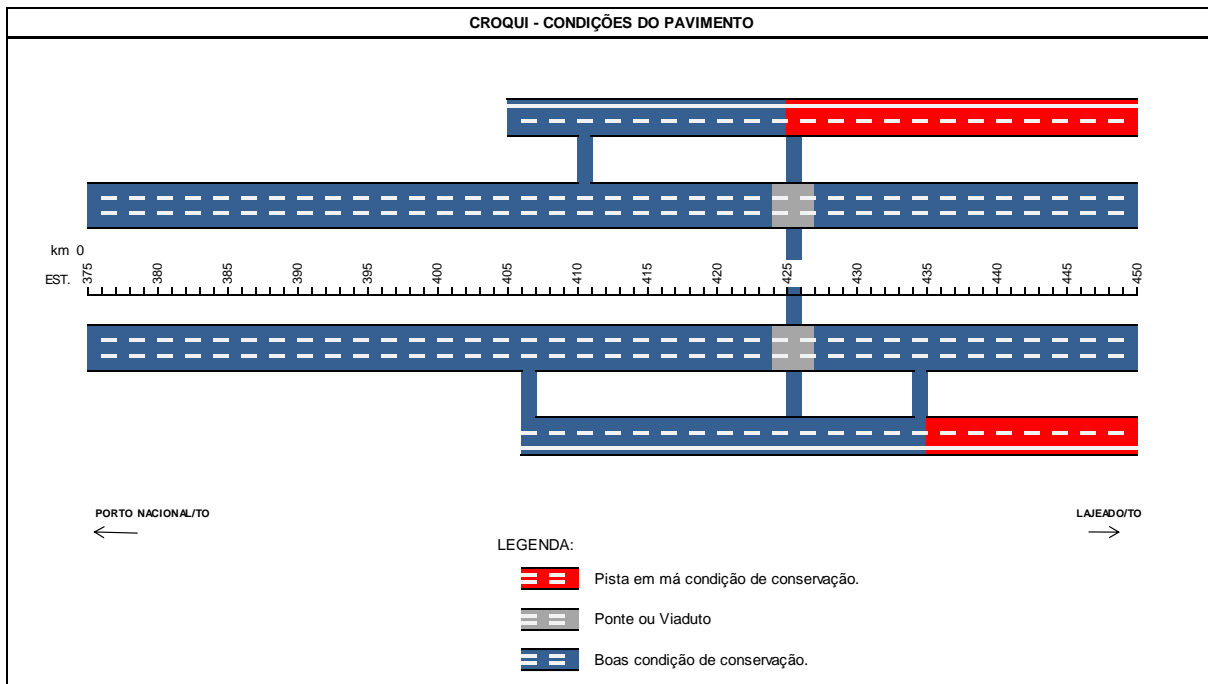 CROQUI - CONDIÇÕES DO PAVIMENTO
km 0
EST. 375 380 385 390 395 400 405 410 415 420 425 430 435 440 445 450
PORTO NACIONAL/TO LAJEADO/TO
LEGENDA:
Pista em má condição de conservação.
Ponte ou Viaduto
Boas condição de conservação.